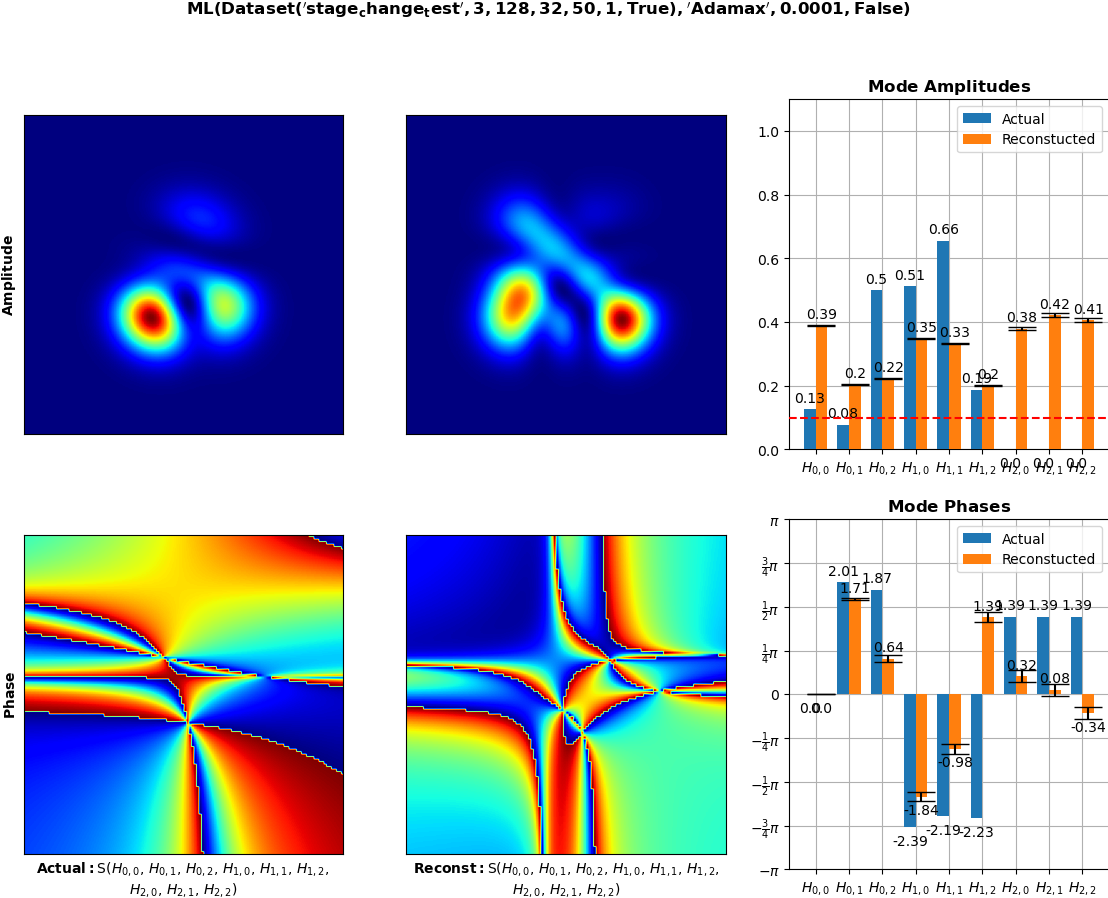 ML(Dataset('stage_change_test', 3, 128, 32, 50, 1, True), 'Adamax', 0.0001, False)
Amplitude
Mode Amplitudes
Actual
Reconstucted
1.0
0.8
0.6
0.4
0.2
0.0
0.13
0.39
0.08
0.2
0.5
0.22
0.51
0.35
0.66
0.33
0.19
0.2
0.0
0.38
0.0
0.42
0.0
0.41
H0,0 H0,1 H0,2 H1,0 H1,1 H1,2 H2,0 H2,1 H2,2
Phase
Mode Phases
Actual
Reconstucted
π
3/4π
1/2π
1/4π
0
−1/4π
−1/2π
−3/4π
−π
0.0
0.0
2.01
1.71
1.87
0.64
-2.39
-1.84
-2.19
-0.98
-2.23
1.39
1.39
0.32
1.39
0.08
1.39
-0.34
H0,0 H0,1 H0,2 H1,0 H1,1 H1,2 H2,0 H2,1 H2,2
Actual:S(H0,0, H0,1, H0,2, H1,0, H1,1, H1,2,
H2,0, H2,1, H2,2)
Reconst:S(H0,0, H0,1, H0,2, H1,0, H1,1, H1,2,
H2,0, H2,1, H2,2)